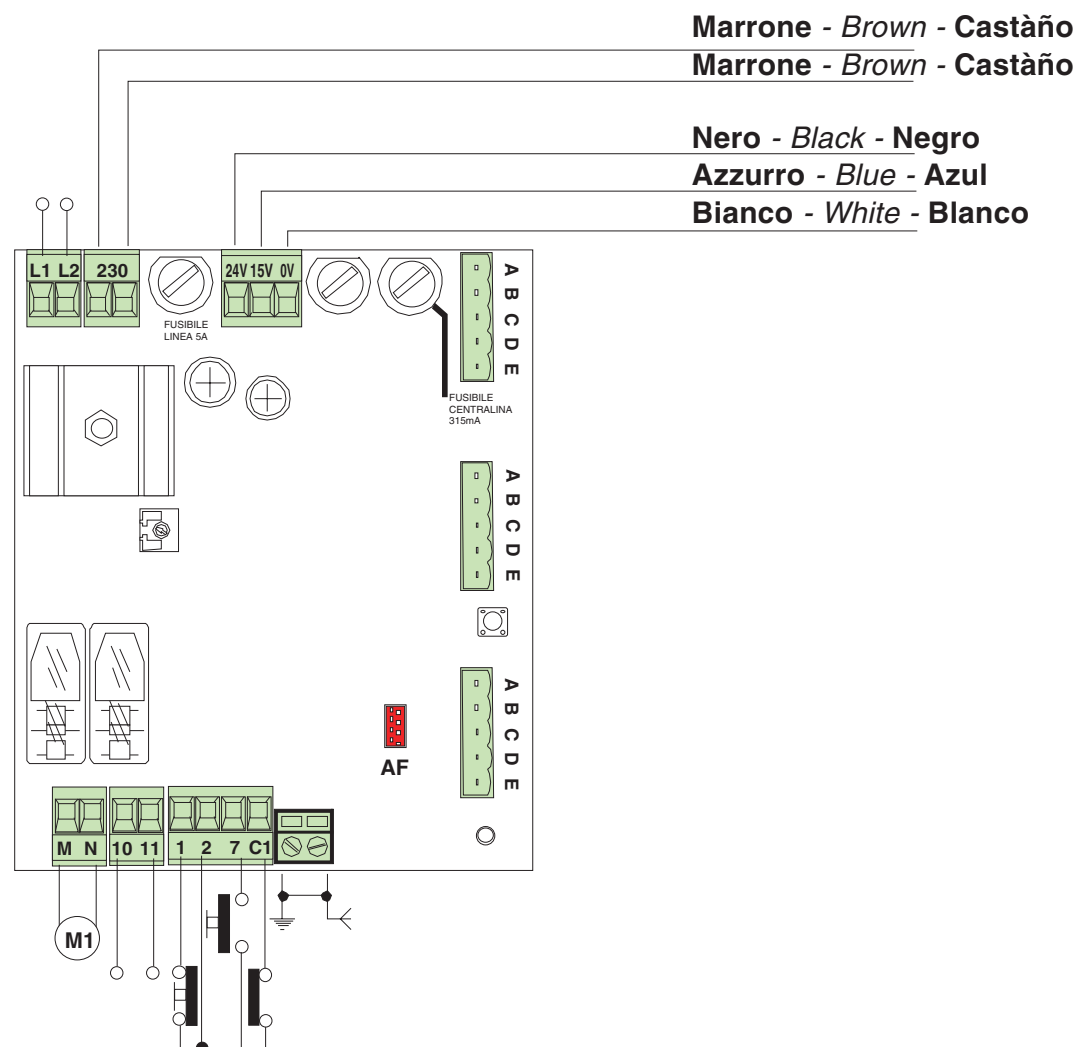 Marrone - Brown - Castàño
Marrone - Brown - Castàño
Nero - Black - Negro
Azzurro - Blue - Azul
Bianco - White - Blanco
L1 L2 230 24V 15V 0V
FUSIBILE
LINEA 5A
A
B
C
D
E
FUSIBILE
CENTRALINA
315mA
A
B
C
D
E
A
B
C
D
E
AF
M N 10 11 1 2 7 C1
M1